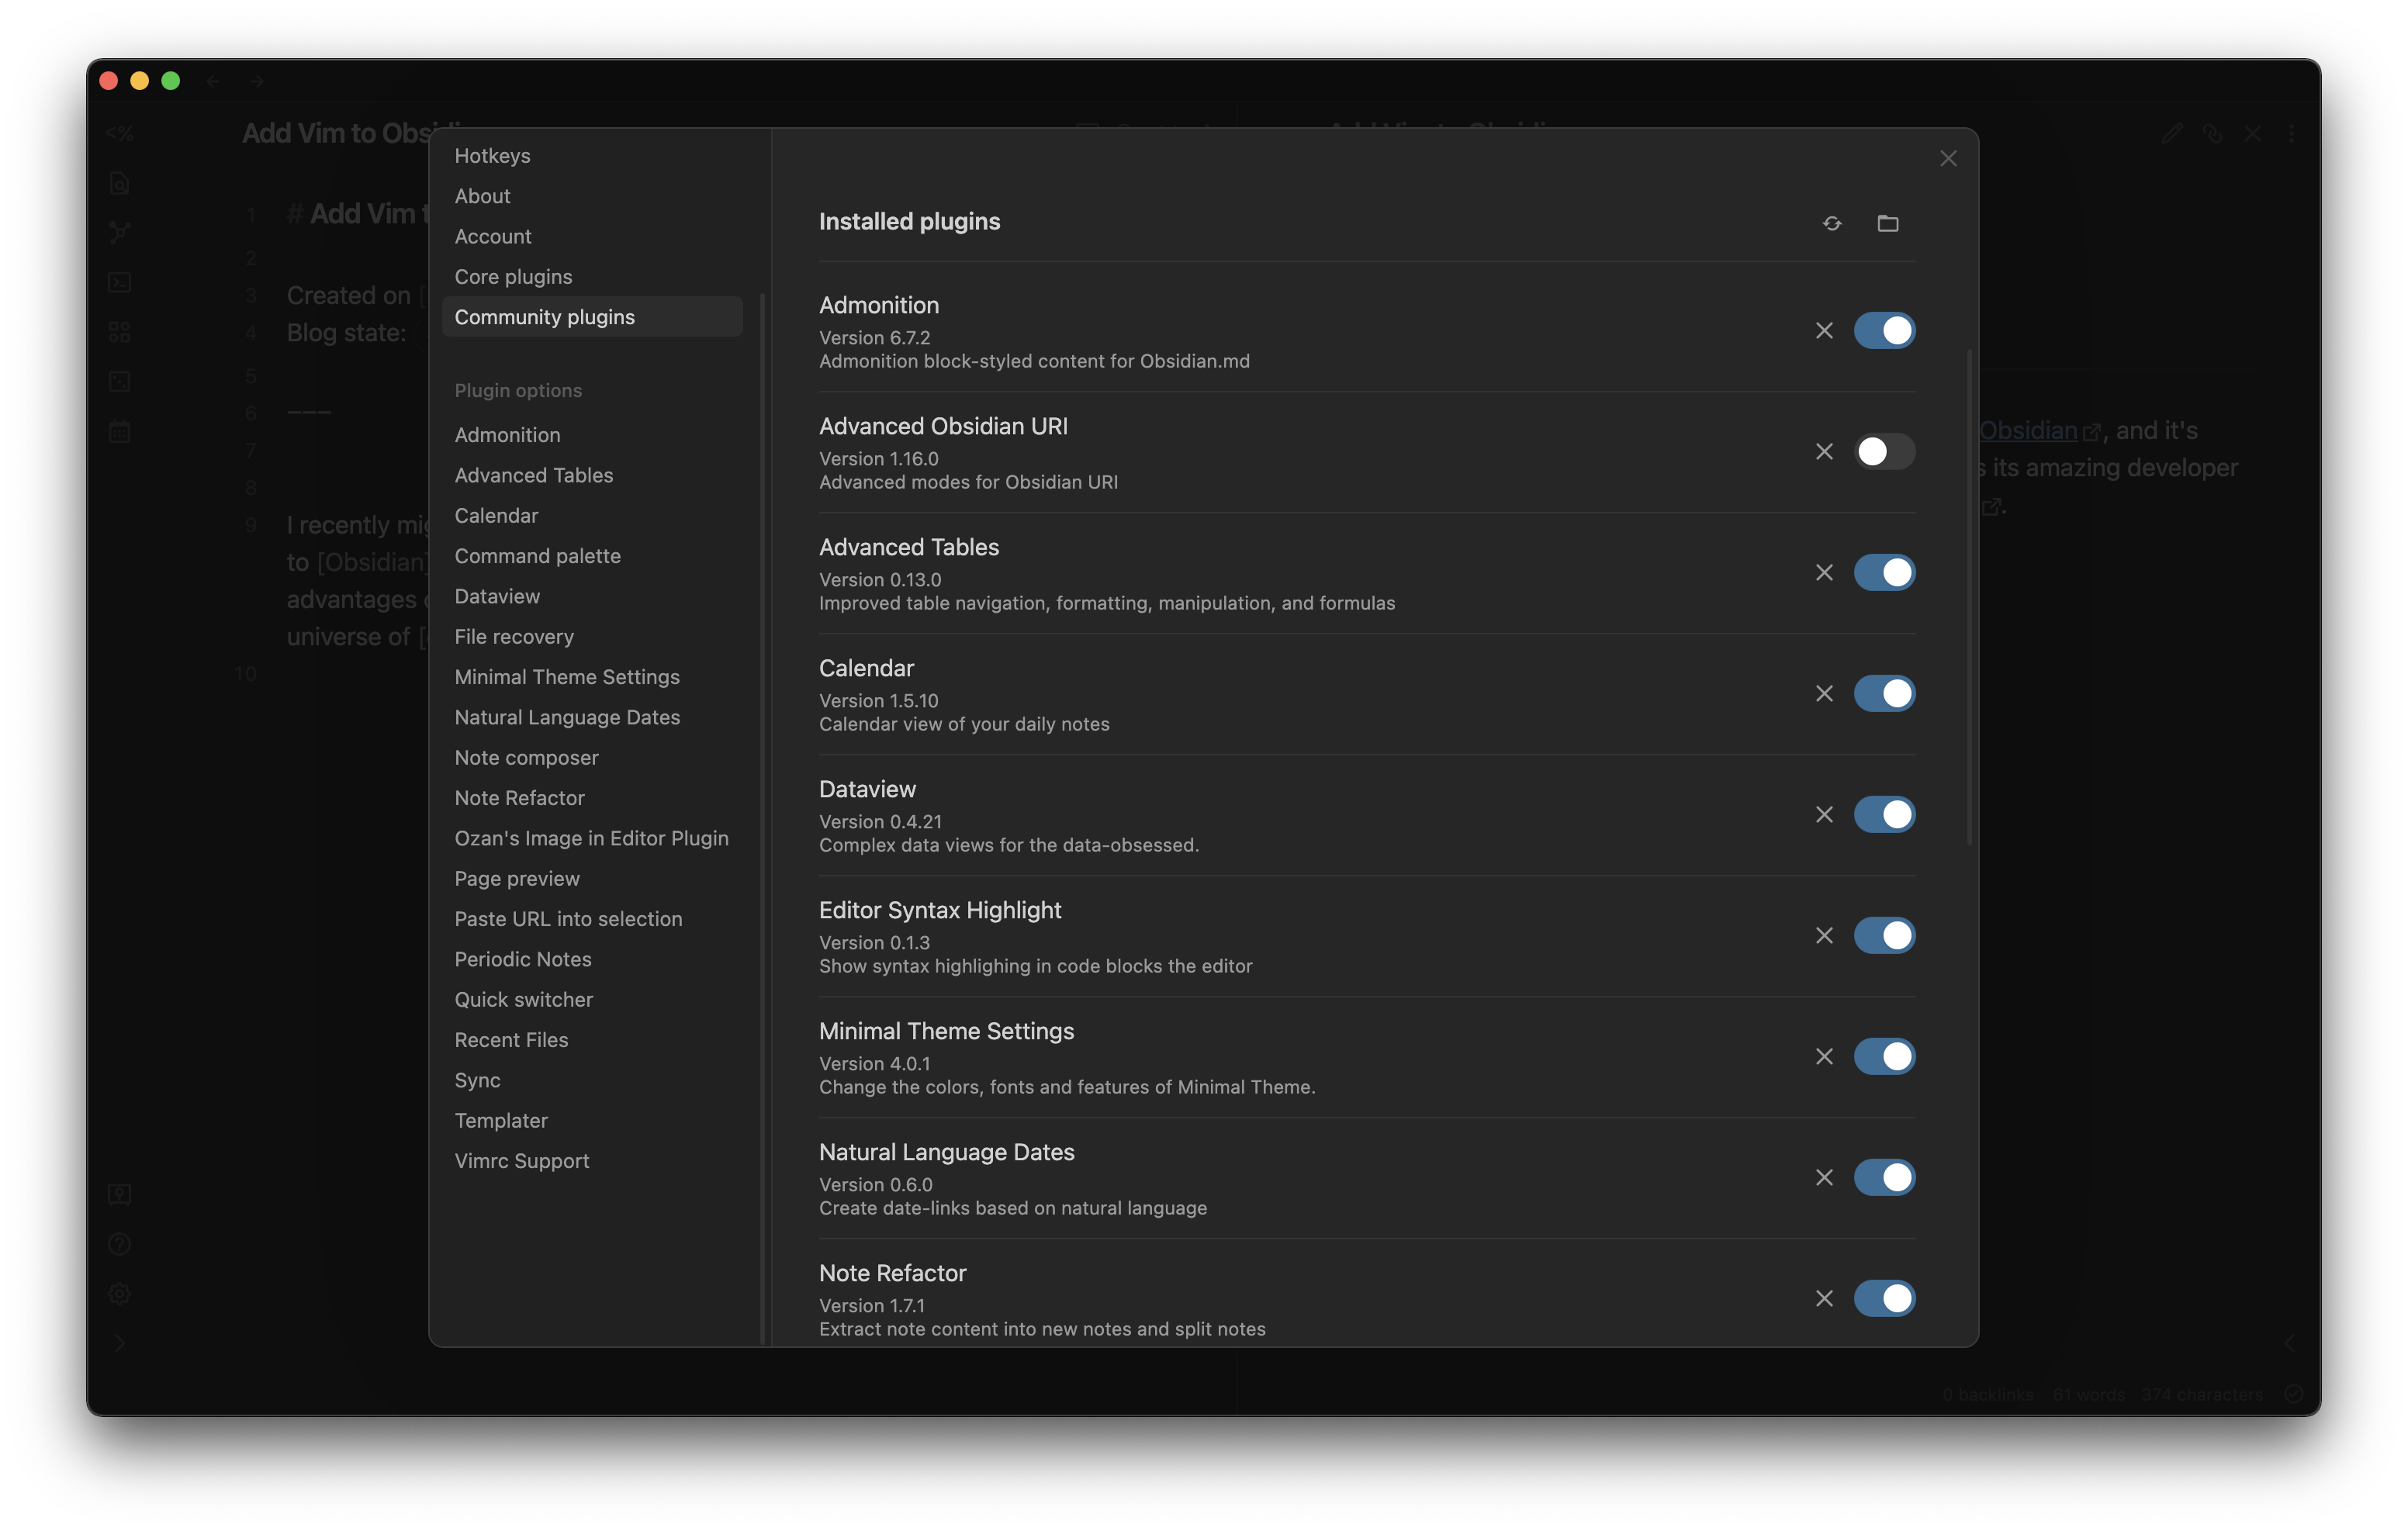 Add Vim to Obsidi
1
# Add Vim t
2
3
Created on [
4
Blog state:
5
6
---
7
8
9
I recently mig
to [Obsidian]
advantages o
universe of [
10
Hotkeys
About
Account
Core plugins
Community plugins
Plugin options
Admonition
Advanced Tables
Calendar
Command palette
Dataview
File recovery
Minimal Theme Settings
Natural Language Dates
Note composer
Note Refactor
Ozan's Image in Editor Plugin
Page preview
Paste URL into selection
Periodic Notes
Quick switcher
Recent Files
Sync
Templater
Vimrc Support
Installed plugins
Admonition
Version 6.7.2
Admonition block-styled content for Obsidian.md
Advanced Obsidian URI
Version 1.16.0
Advanced modes for Obsidian URI
Advanced Tables
Version 0.13.0
Improved table navigation, formatting, manipulation, and formulas
Calendar
Version 1.5.10
Calendar view of your daily notes
Dataview
Version 0.4.21
Complex data views for the data-obsessed.
Editor Syntax Highlight
Version 0.1.3
Show syntax highlighing in code blocks the editor
Minimal Theme Settings
Version 4.0.1
Change the colors, fonts and features of Minimal Theme.
Natural Language Dates
Version 0.6.0
Create date-links based on natural language
Note Refactor
Version 1.7.1
Extract note content into new notes and split notes
Add Vim to Obsidi
Obsidian, and it's
s its amazing developer
.
0 backlinks 61 words 374 characters